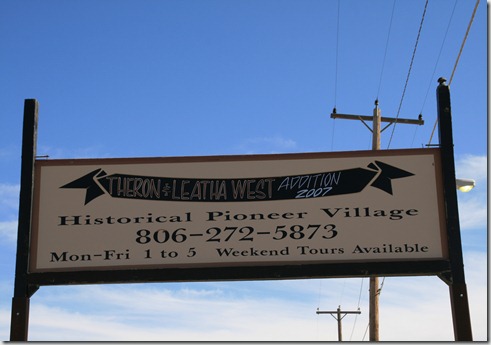 THERON & LEATHA WEST ADDITION
2007
Historical Pioneer Village
806-272-5873
Mon-Fri 1 to 5 Weekend Tours Available